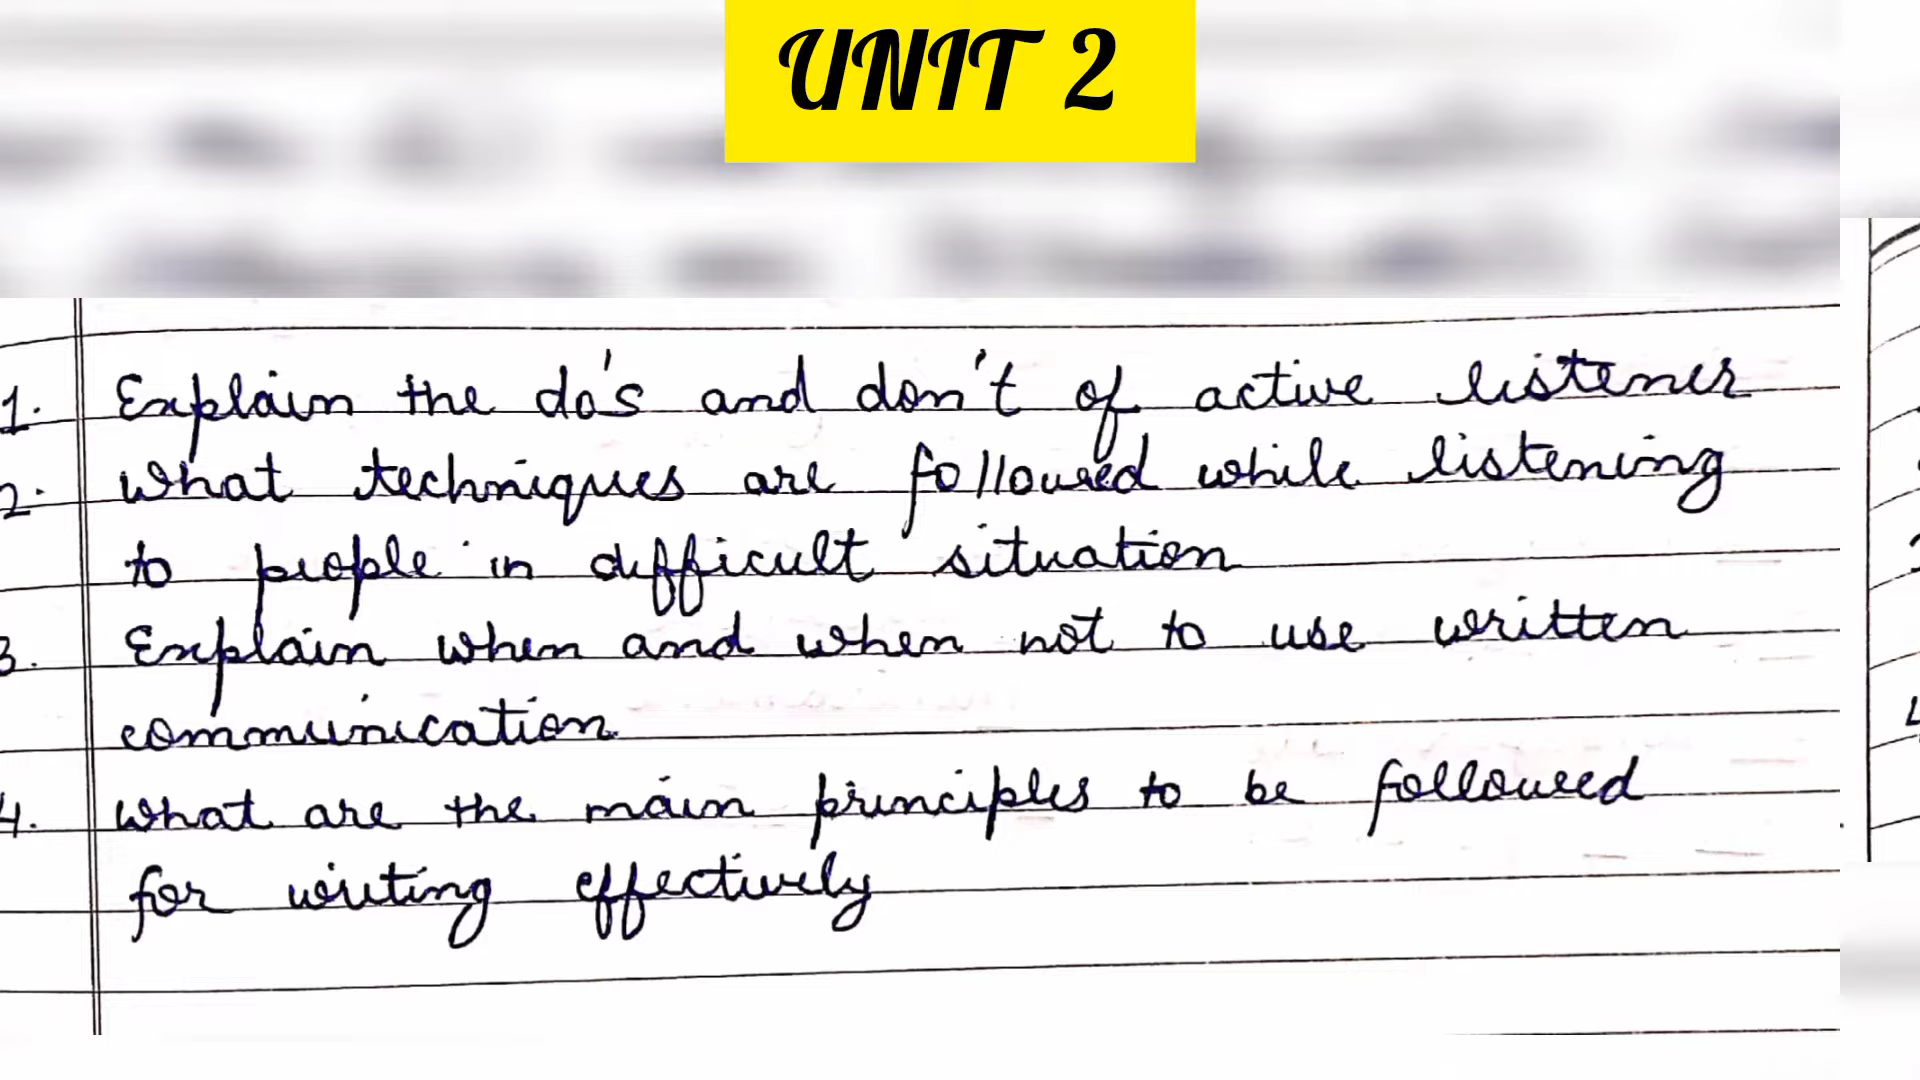 UNIT 2
1. Explain the do's and don't of active listener
2. what techniques are followed while listening
to people in difficult situation
3. Explain when and when not to use written
communication
4. what are the main principles to be followed
for writing effectively